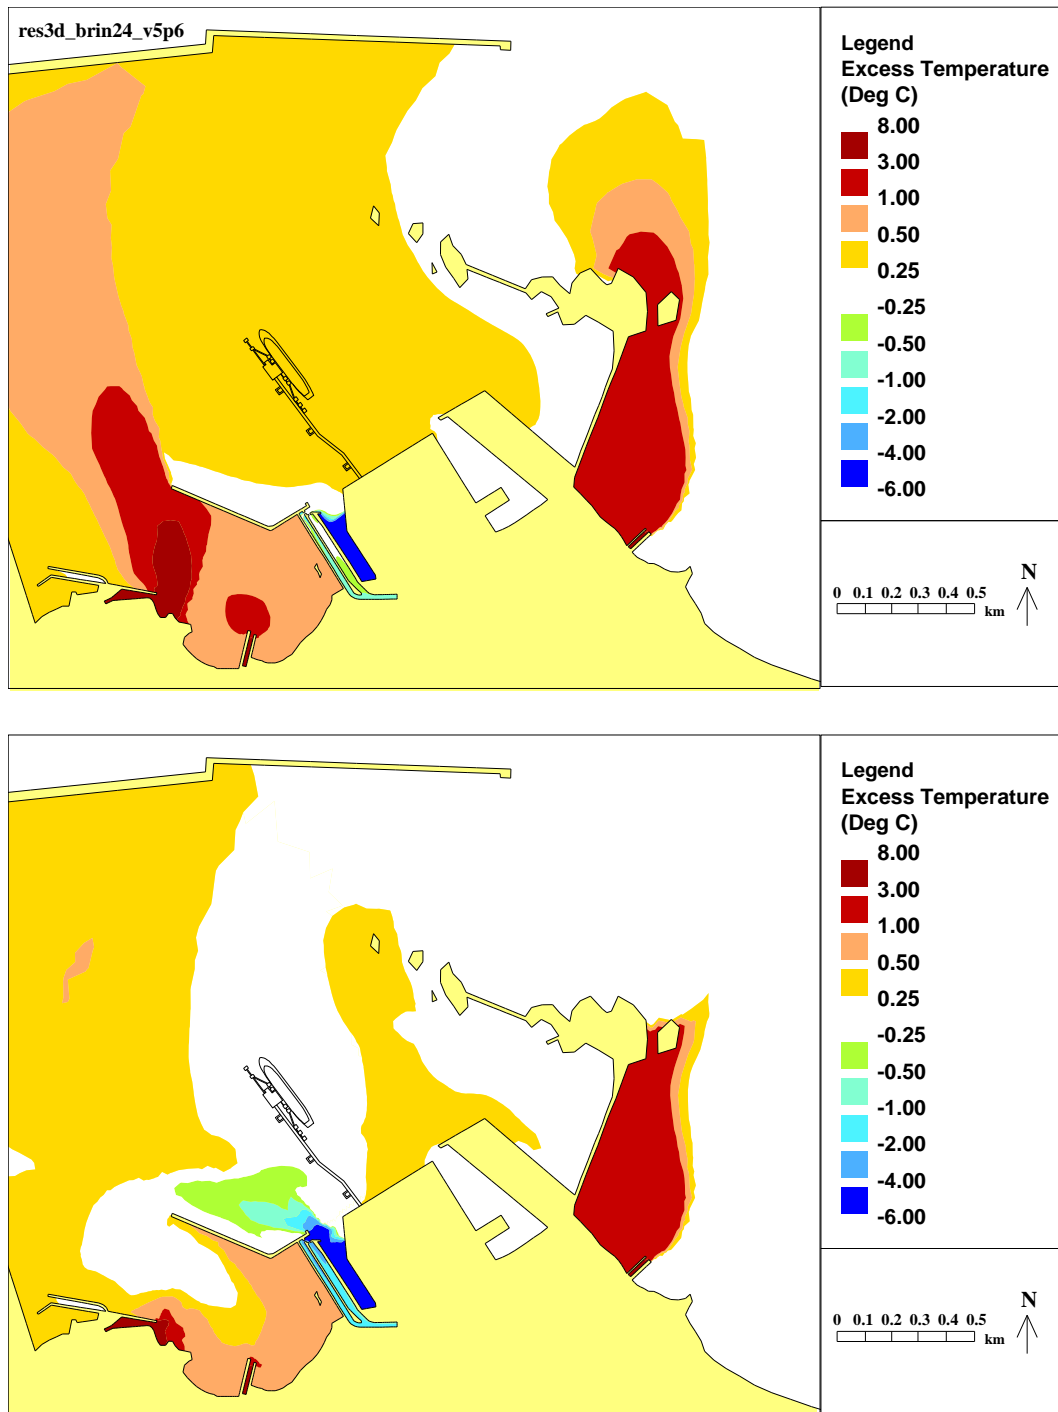 res3d_brin24_v5p6
Legend
Excess Temperature
(Deg C)
8.00
3.00
1.00
0.50
0.25
-0.25
-0.50
-1.00
-2.00
-4.00
-6.00
N
0 0.1 0.2 0.3 0.4 0.5
km
Legend
Excess Temperature
(Deg C)
8.00
3.00
1.00
0.50
0.25
-0.25
-0.50
-1.00
-2.00
-4.00
-6.00
N
0 0.1 0.2 0.3 0.4 0.5
km